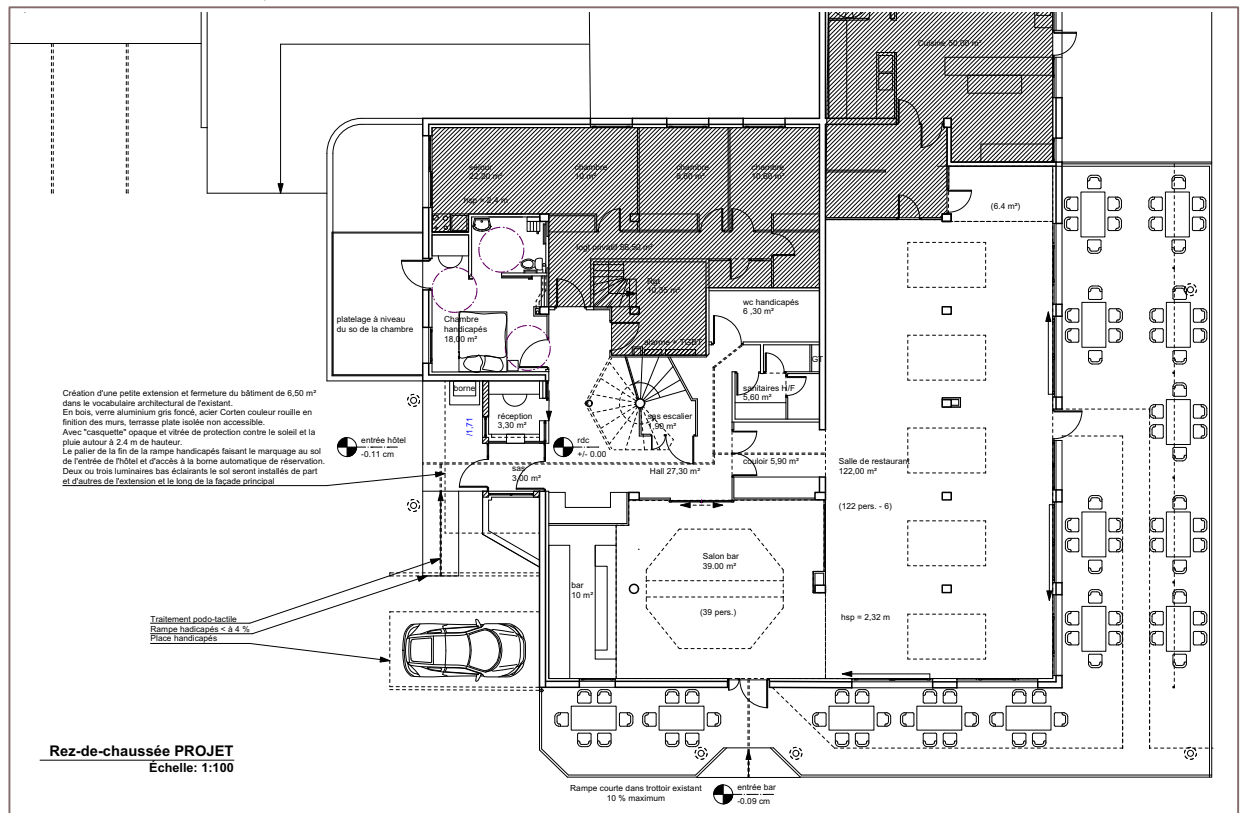 Cuisine 50,00 m²
séjour
22,20 m²
hsp = 2.4 m
chambre
10 m²
chambre
chambre
10,60 m²
(6.4 m²)
logt privatif
Rgt
10,35 m²
wc handicapés
6 ,30 m²
platelage à niveau
du so de la chambre
Chambre
handicapés
18,00 m²
alarme + TGBT
GT
sanitaires H/F
5,60 m²
borne
Création d'une petite extension et fermeture du bâtiment de 6,50 m²
dans le vocabulaire architectural de l'existant.
En bois, verre aluminium gris foncé, acier Corten couleur rouille en
finition des murs, terrasse plate isolée non accessible.
Avec "casquette" opaque et vitrée de protection contre le soleil et la
pluie autour à 2.4 m de hauteur.
Le palier de la fin de la rampe handicapés faisant le marquage au sol
de l'entrée de l'hôtel et d'accès à la borne automatique de réservation.
Deux ou trois luminaires bas éclairants le sol seront installés de part
et d'autres de l'extension et le long de la façade principal
réception
3,30 m²
sas escalier
/1,71
entrée hôtel
-0.11 cm
rdc
+/- 0.00
couloir 5,90 m²
Salle de restaurant
122,00 m²
sas
3,00 m²
Hall 27,30 m²
(122 pers. - 6)
Salon bar
39.00 m²
bar
10 m²
(39 pers.)
hsp = 2,32 m
Traitement podo-tactile
Rampe hadicapés < à 4 %
Place handicapés
Rez-de-chaussée PROJET
Échelle: 1:100
Rampe courte dans trottoir existant
10 % maximum
entrée bar
-0.09 cm